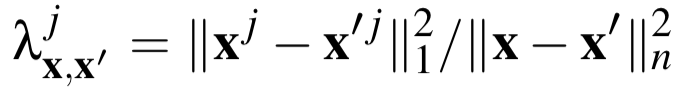 λ^j_{𝐱,𝐱′} = ‖𝐱^j − 𝐱′^j‖^2_1/‖𝐱 − 𝐱′‖^2_n